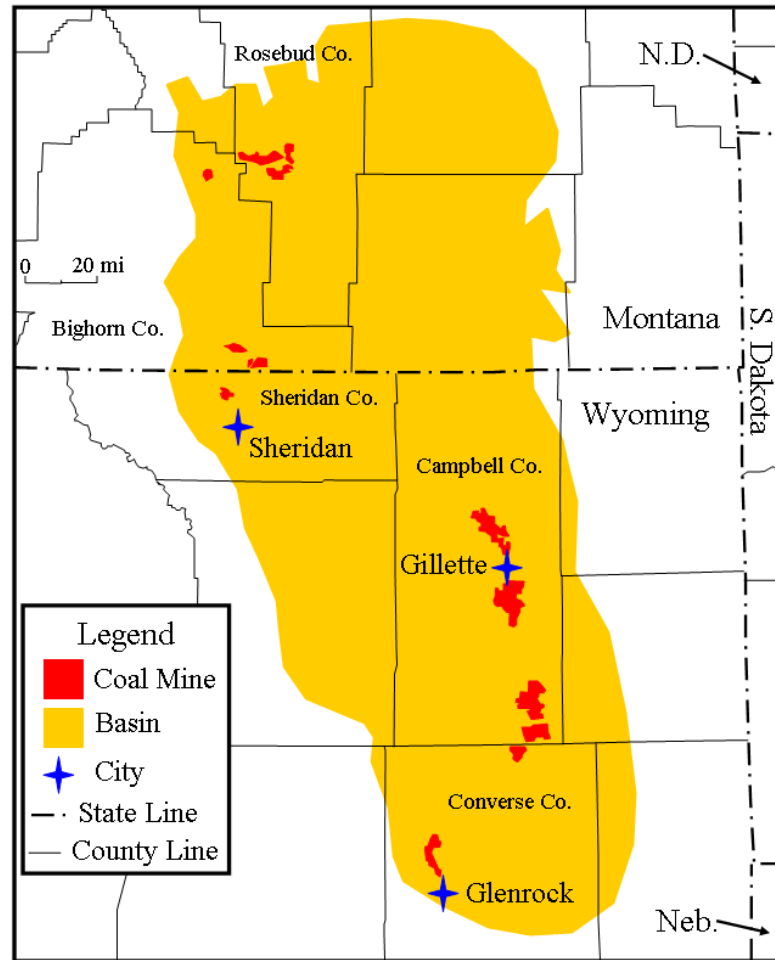 Rosebud Co.
N.D.
0 20 mi
Bighorn Co.
Montana
S. Dakota
Sheridan Co.
Wyoming
Sheridan
Campbell Co.
Gillette
Legend
Coal Mine
Basin
City
State Line
County Line
Converse Co.
Glenrock
Neb.